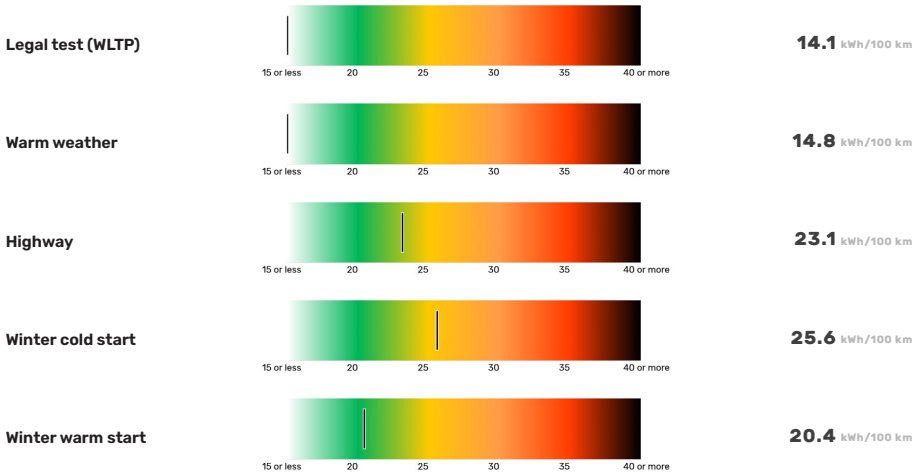 Legal test (WLTP) 14.1 kWh/100 km
15 or less 20 25 30 35 40 or more
Warm weather 14.8 kWh/100 km
15 or less 20 25 30 35 40 or more
Highway 23.1 kWh/100 km
15 or less 20 25 30 35 40 or more
Winter cold start 25.6 kWh/100 km
15 or less 20 25 30 35 40 or more
Winter warm start 20.4 kWh/100 km
15 or less 20 25 30 35 40 or more